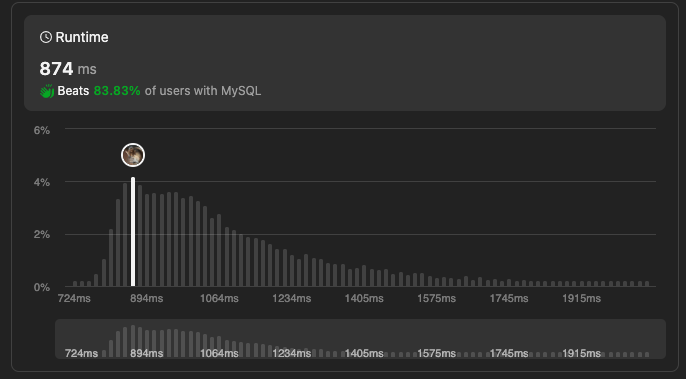 Runtime
874 ms
Beats 83.83% of users with MySQL
6%
4%
2%
0%
724ms 894ms 1064ms 1234ms 1405ms 1575ms 1745ms 1915ms
724ms 894ms 1064ms 1234ms 1405ms 1575ms 1745ms 1915ms